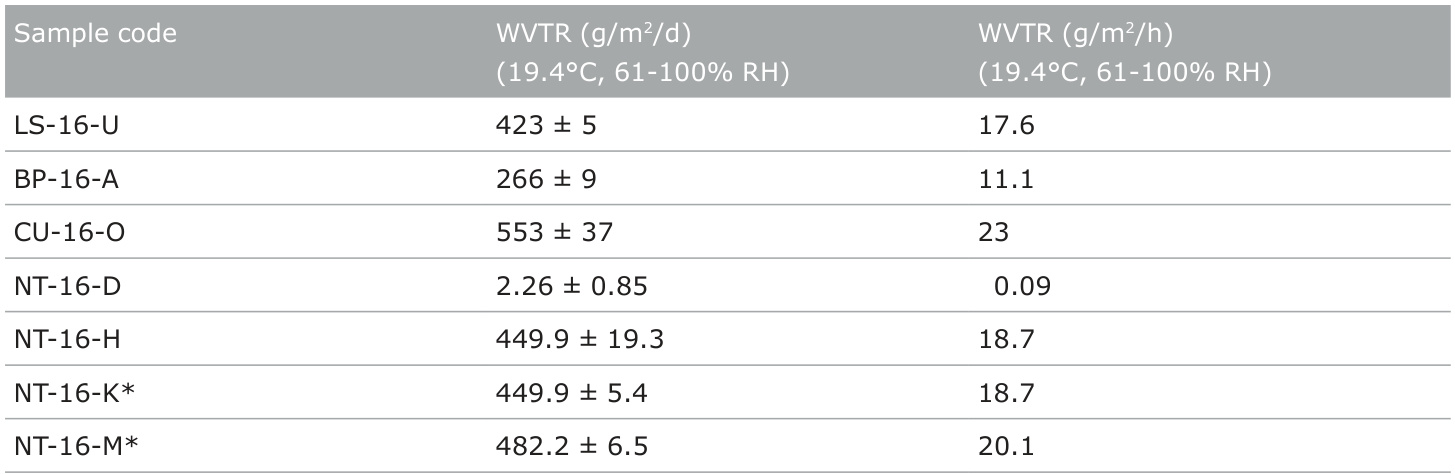 Sample code WVTR (g/m²/d) WVTR (g/m²/h)
(19.4°C, 61-100% RH) (19.4°C, 61-100% RH)
LS-16-U 423 ± 5 17.6
BP-16-A 266 ± 9 11.1
CU-16-O 553 ± 37 23
NT-16-D 2.26 ± 0.85 0.09
NT-16-H 449.9 ± 19.3 18.7
NT-16-K* 449.9 ± 5.4 18.7
NT-16-M* 482.2 ± 6.5 20.1